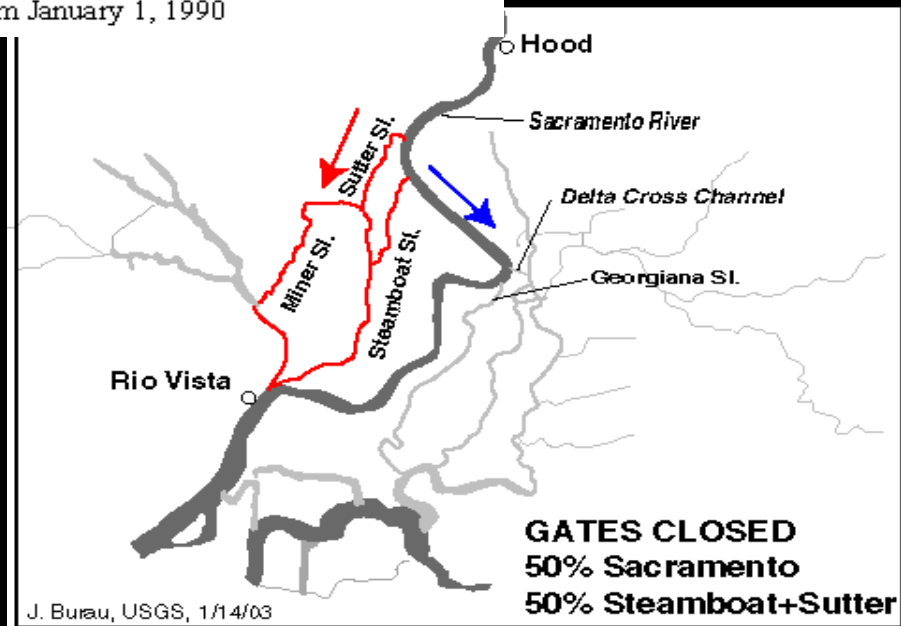 m January 1, 1990
Hood
Sacramento River
Sutter Sl.
Delta Cross Channel
Miner Sl.
Steamboat Sl.
Georgiana Sl.
Rio Vista
GATES CLOSED
50% Sacramento
50% Steamboat+Sutter
J. Burau, USGS, 1/14/03